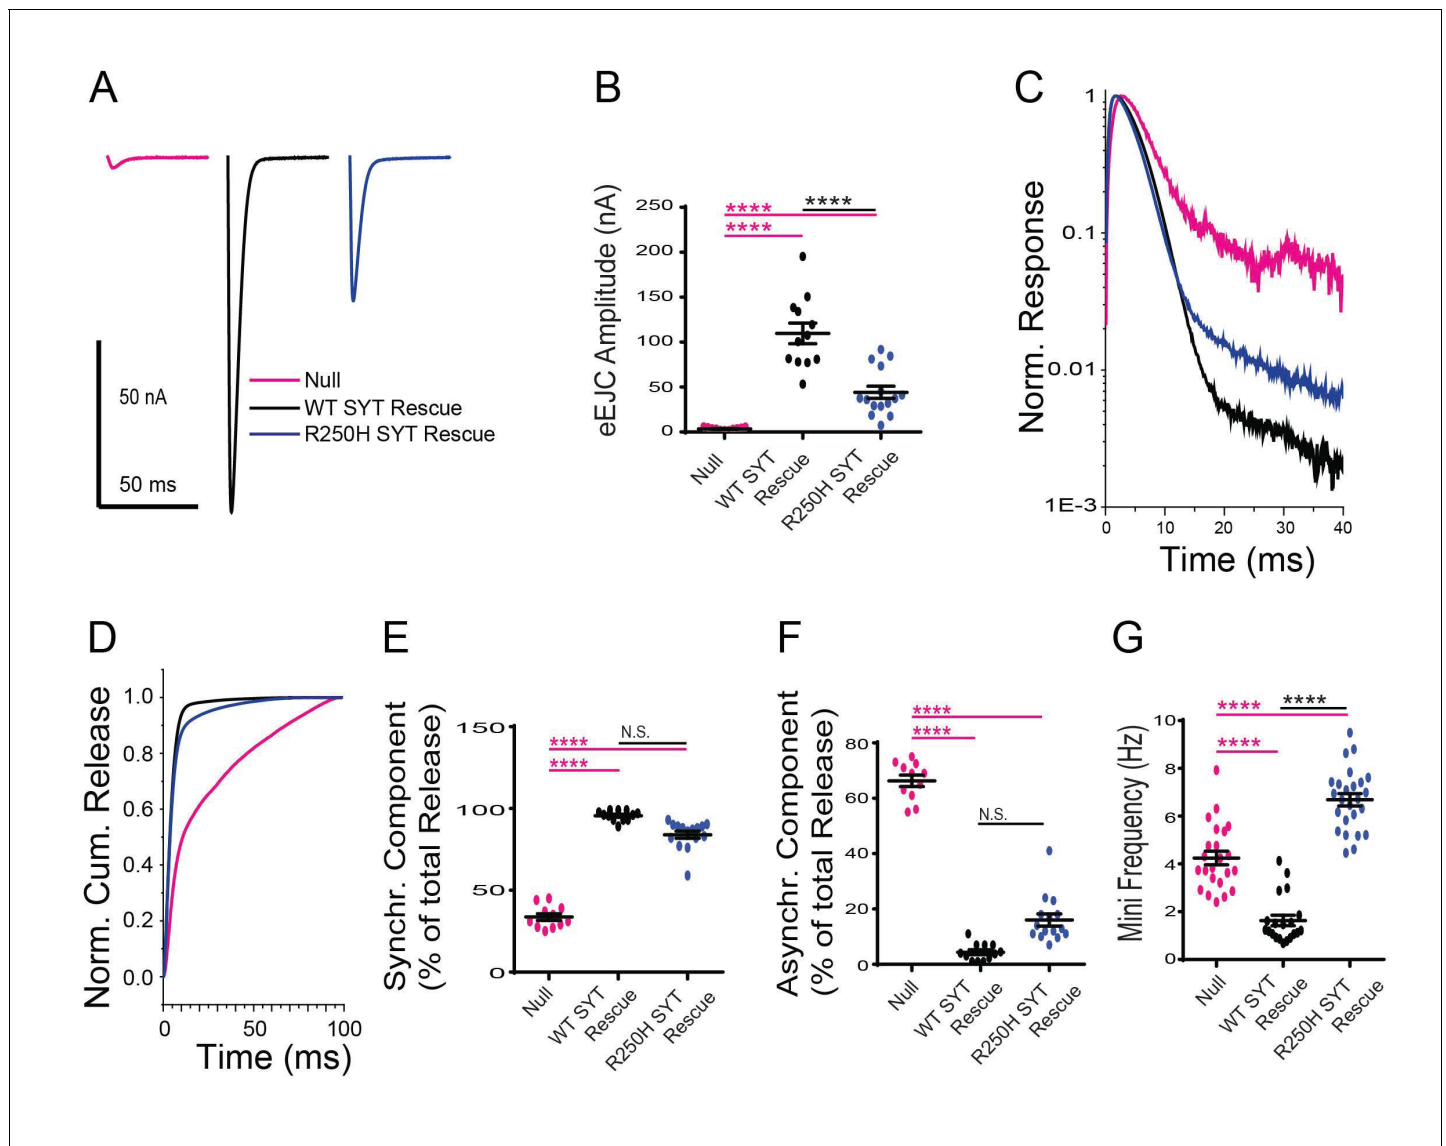 A
50 nA
50 ms
Null
WT SYT Rescue
R250H SYT Rescue
B
eEJC Amplitude (nA)
250
200
150
100
50
0
****
****
****
Null
WT SYT
Rescue
R250H SYT
Rescue
C
Norm. Response
1
0.1
0.01
1E-3
0
10
20
30
40
Time (ms)
D
Norm. Cum. Release
1.0
0.8
0.6
0.4
0.2
0.0
0
50
100
Time (ms)
E
Synchr. Component
(% of total Release)
150
100
50
0
N.S.
****
****
Null
WT SYT
Rescue
R250H SYT
Rescue
F
Asynchr. Component
(% of total Release)
80
60
40
20
0
****
****
N.S.
Null
WT SYT
Rescue
R250H SYT
Rescue
G
Mini Frequency (Hz)
10
8
6
4
2
0
****
****
****
Null
WT SYT
Rescue
R250H SYT
Rescue